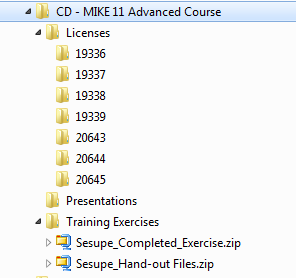 CD - MIKE 11 Advanced Course
Licenses
19336
19337
19338
19339
20643
20644
20645
Presentations
Training Exercises
Sesupe_Completed_Exercise.zip
Sesupe_Hand-out Files.zip